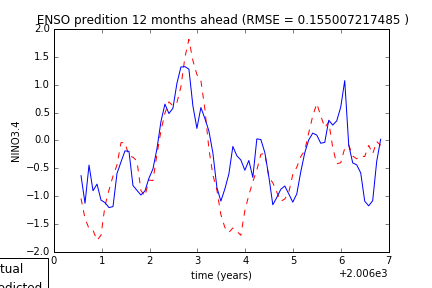 ENSO predition 12 months ahead (RMSE = 0.155007217485 )
2.0
1.5
1.0
0.5
0.0
−0.5
−1.0
−1.5
−2.0
NINO3.4
0 1 2 3 4 5 6 7
time (years)
+2.006e3
tual
edicted